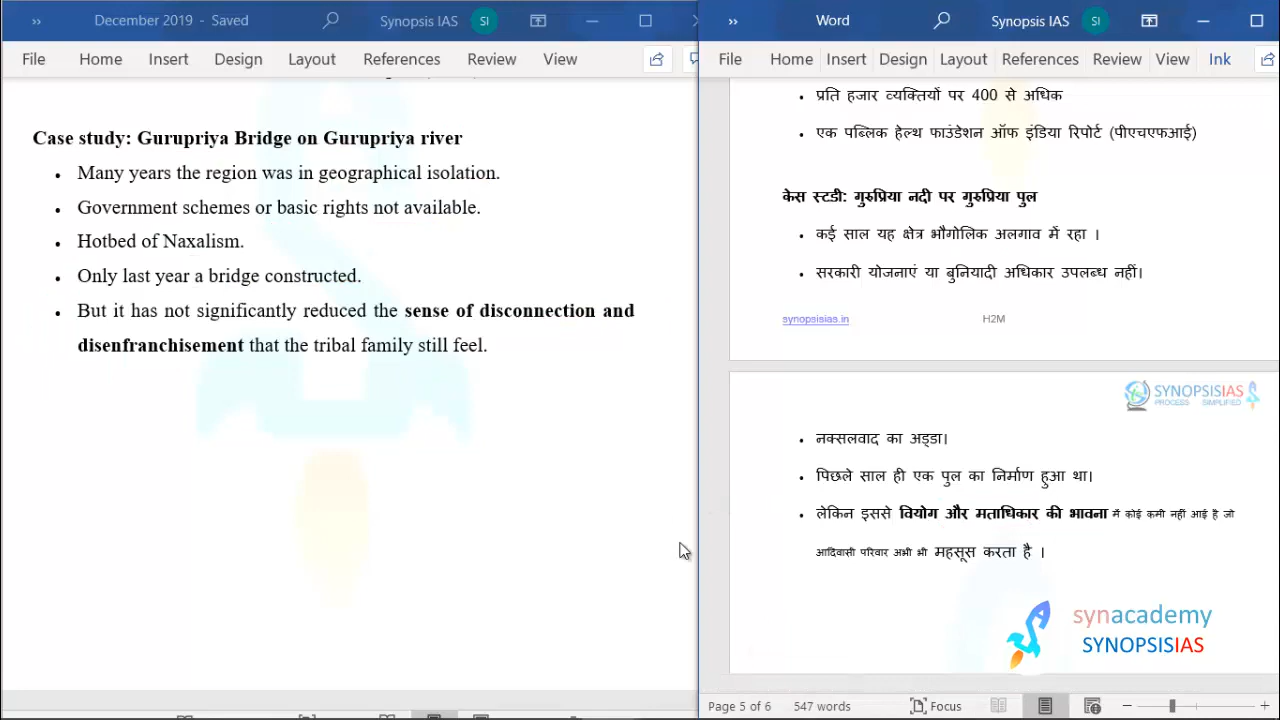 December 2019 - Saved
Synopsis IAS
SI
File Home Insert Design Layout References Review View
Case study: Gurupriya Bridge on Gurupriya river
• Many years the region was in geographical isolation.
• Government schemes or basic rights not available.
• Hotbed of Naxalism.
• Only last year a bridge constructed.
• But it has not significantly reduced the sense of disconnection and
disenfranchisement that the tribal family still feel.
Word
Synopsis IAS
SI
File Home Insert Design Layout References Review View Ink
• प्रति हजार व्यक्तियों पर 400 से अधिक
• एक पब्लिक हेल्थ फाउंडेशन ऑफ इंडिया रिपोर्ट (पीएचएफआई)
केस स्टडी: गुरुप्रिया नदी पर गुरुप्रिया पुल
• कई साल यह क्षेत्र भौगोलिक अलगाव में रहा ।
• सरकारी योजनाएं या बुनियादी अधिकार उपलब्ध नहीं।
synopsisias.in H2M
SYNOPSISIAS
PROCESS SIMPLIFIED
• नक्सलवाद का अड्डा।
• पिछले साल ही एक पुल का निर्माण हुआ था।
• लेकिन इससे वियोग और मताधिकार की भावना में कोई कमी नहीं आई है जो
आदिवासी परिवार अभी भी महसूस करता है ।
synacademy
SYNOPSISIAS
Page 5 of 6 547 words Focus